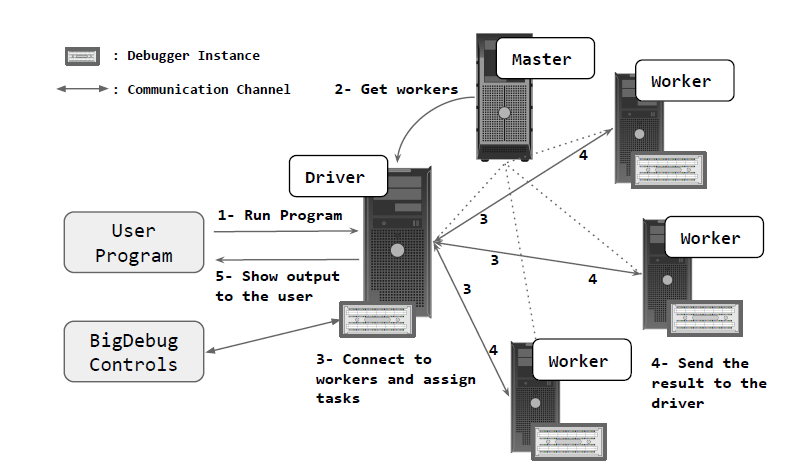 : Debugger Instance
: Communication Channel
2- Get workers
Master
Worker
4
Driver
1- Run Program
User
Program
3
Worker
3
4
5- Show output
to the user
3
BigDebug
Controls
3- Connect to
workers and assign
tasks
4
Worker
4- Send the
result to the
driver